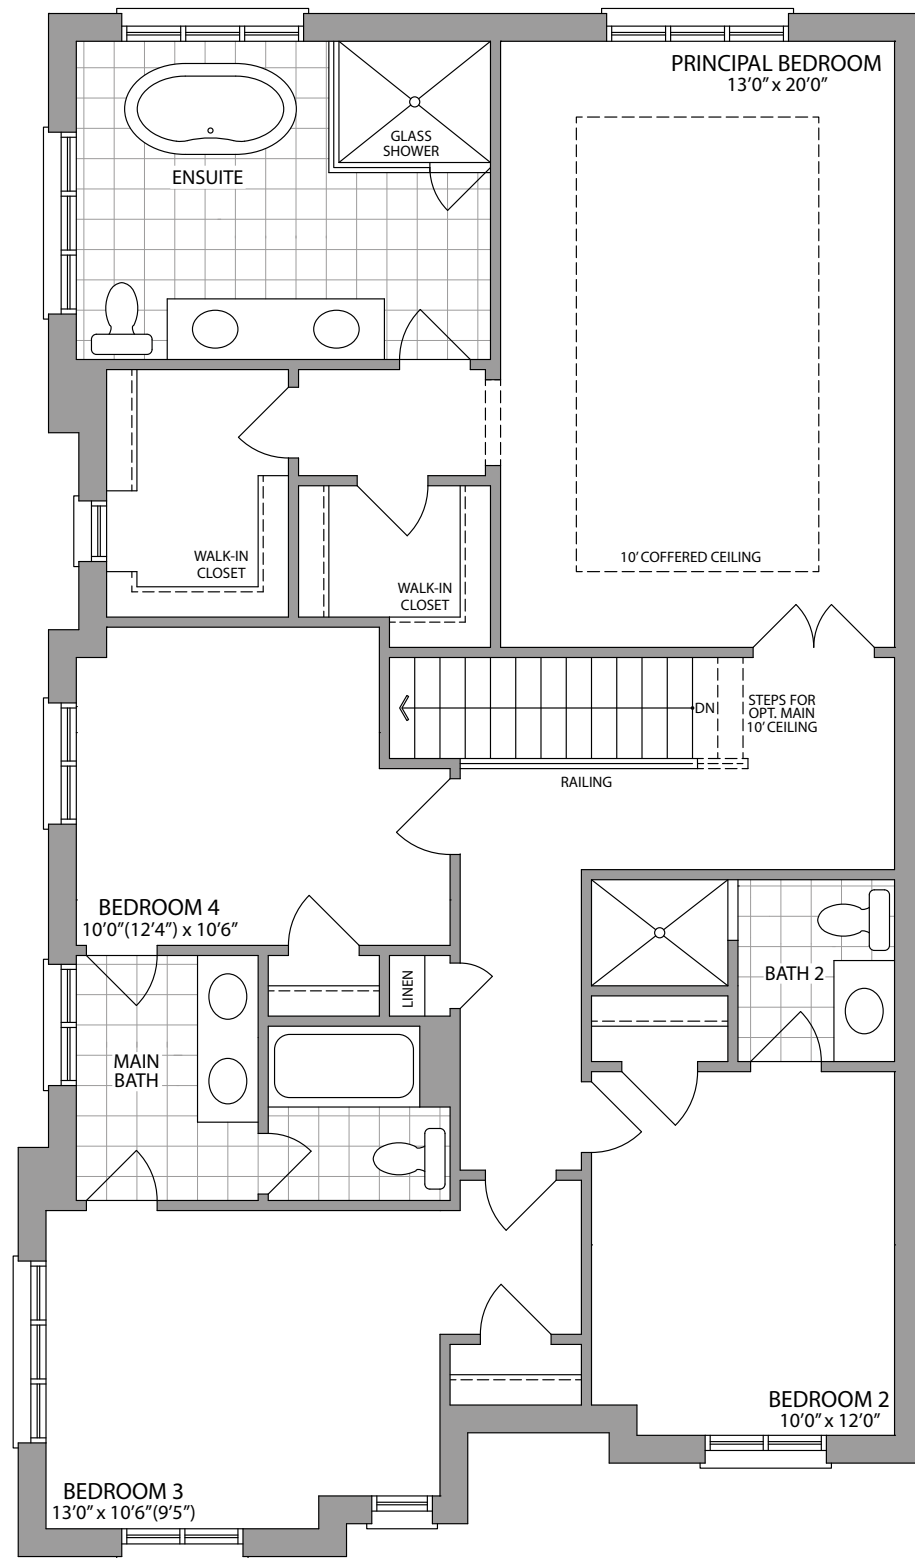 PRINCIPAL BEDROOM
13'0" x 20'0"
GLASS
SHOWER
ENSUITE
10' COFFERED CEILING
WALK-IN
CLOSET
WALK-IN
CLOSET
DN
STEPS FOR
OPT. MAIN
10' CEILING
RAILING
BEDROOM 4
10'0"(12'4") x 10'6"
LINEN
BATH 2
MAIN
BATH
BEDROOM 2
10'0" x 12'0"
BEDROOM 3
13'0" x 10'6"(9'5")